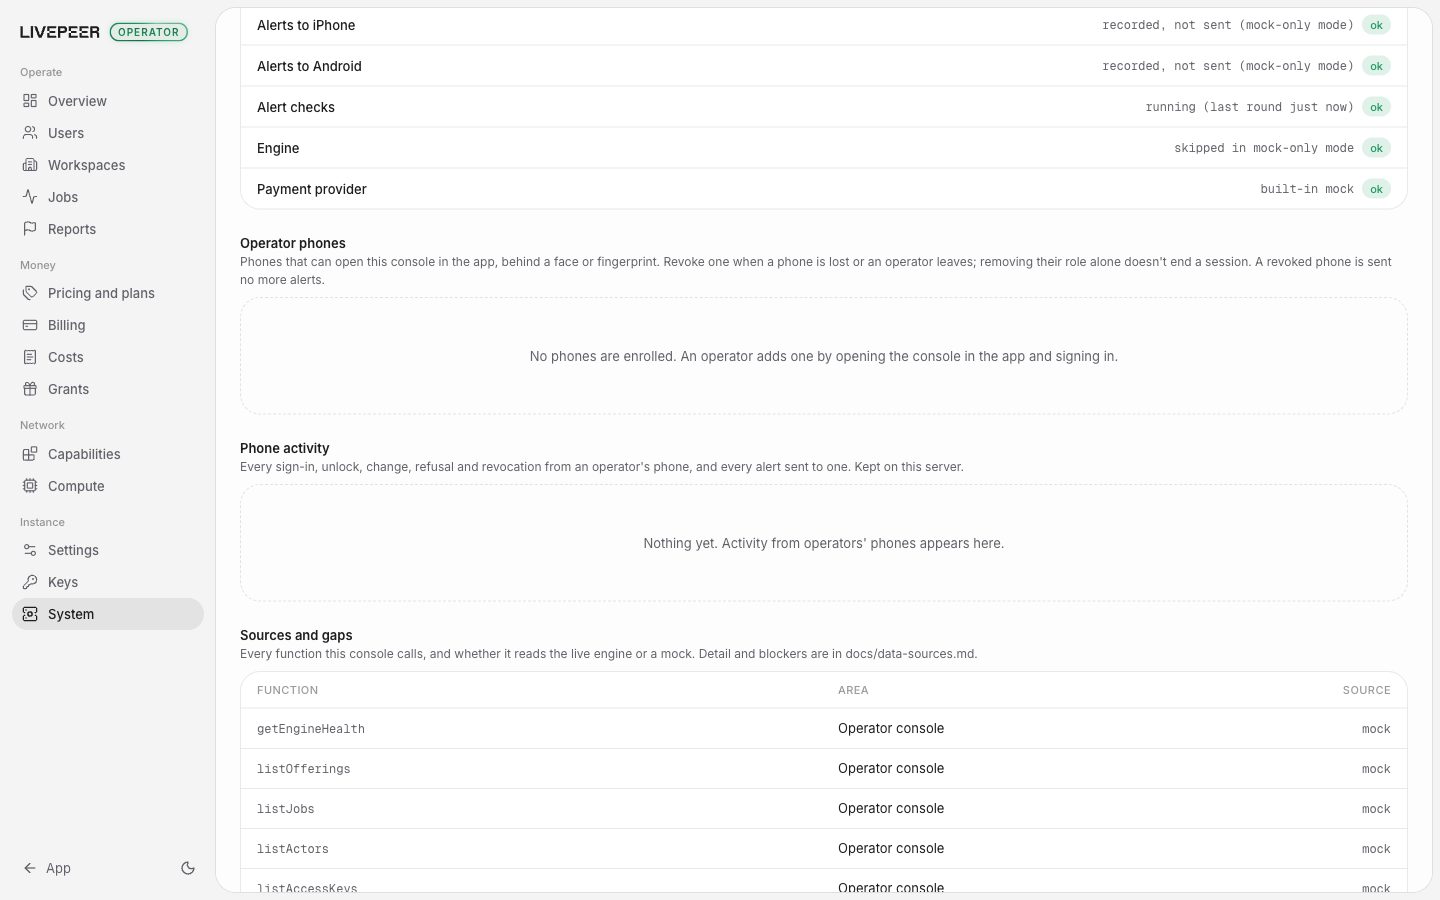 LIVEPEER OPERATOR
Operate
Overview
Users
Workspaces
Jobs
Reports
Money
Pricing and plans
Billing
Costs
Grants
Network
Capabilities
Compute
Instance
Settings
Keys
System
App
Alerts to iPhone recorded, not sent (mock-only mode) ok
Alerts to Android recorded, not sent (mock-only mode) ok
Alert checks running (last round just now) ok
Engine skipped in mock-only mode ok
Payment provider built-in mock ok
Operator phones
Phones that can open this console in the app, behind a face or fingerprint. Revoke one when a phone is lost or an operator leaves; removing their role alone doesn't end a session. A revoked phone is sent
no more alerts.
No phones are enrolled. An operator adds one by opening the console in the app and signing in.
Phone activity
Every sign-in, unlock, change, refusal and revocation from an operator's phone, and every alert sent to one. Kept on this server.
Nothing yet. Activity from operators' phones appears here.
Sources and gaps
Every function this console calls, and whether it reads the live engine or a mock. Detail and blockers are in docs/data-sources.md.
FUNCTION AREA SOURCE
getEngineHealth Operator console mock
listOfferings Operator console mock
listJobs Operator console mock
listActors Operator console mock
listAccessKeys Operator console mock